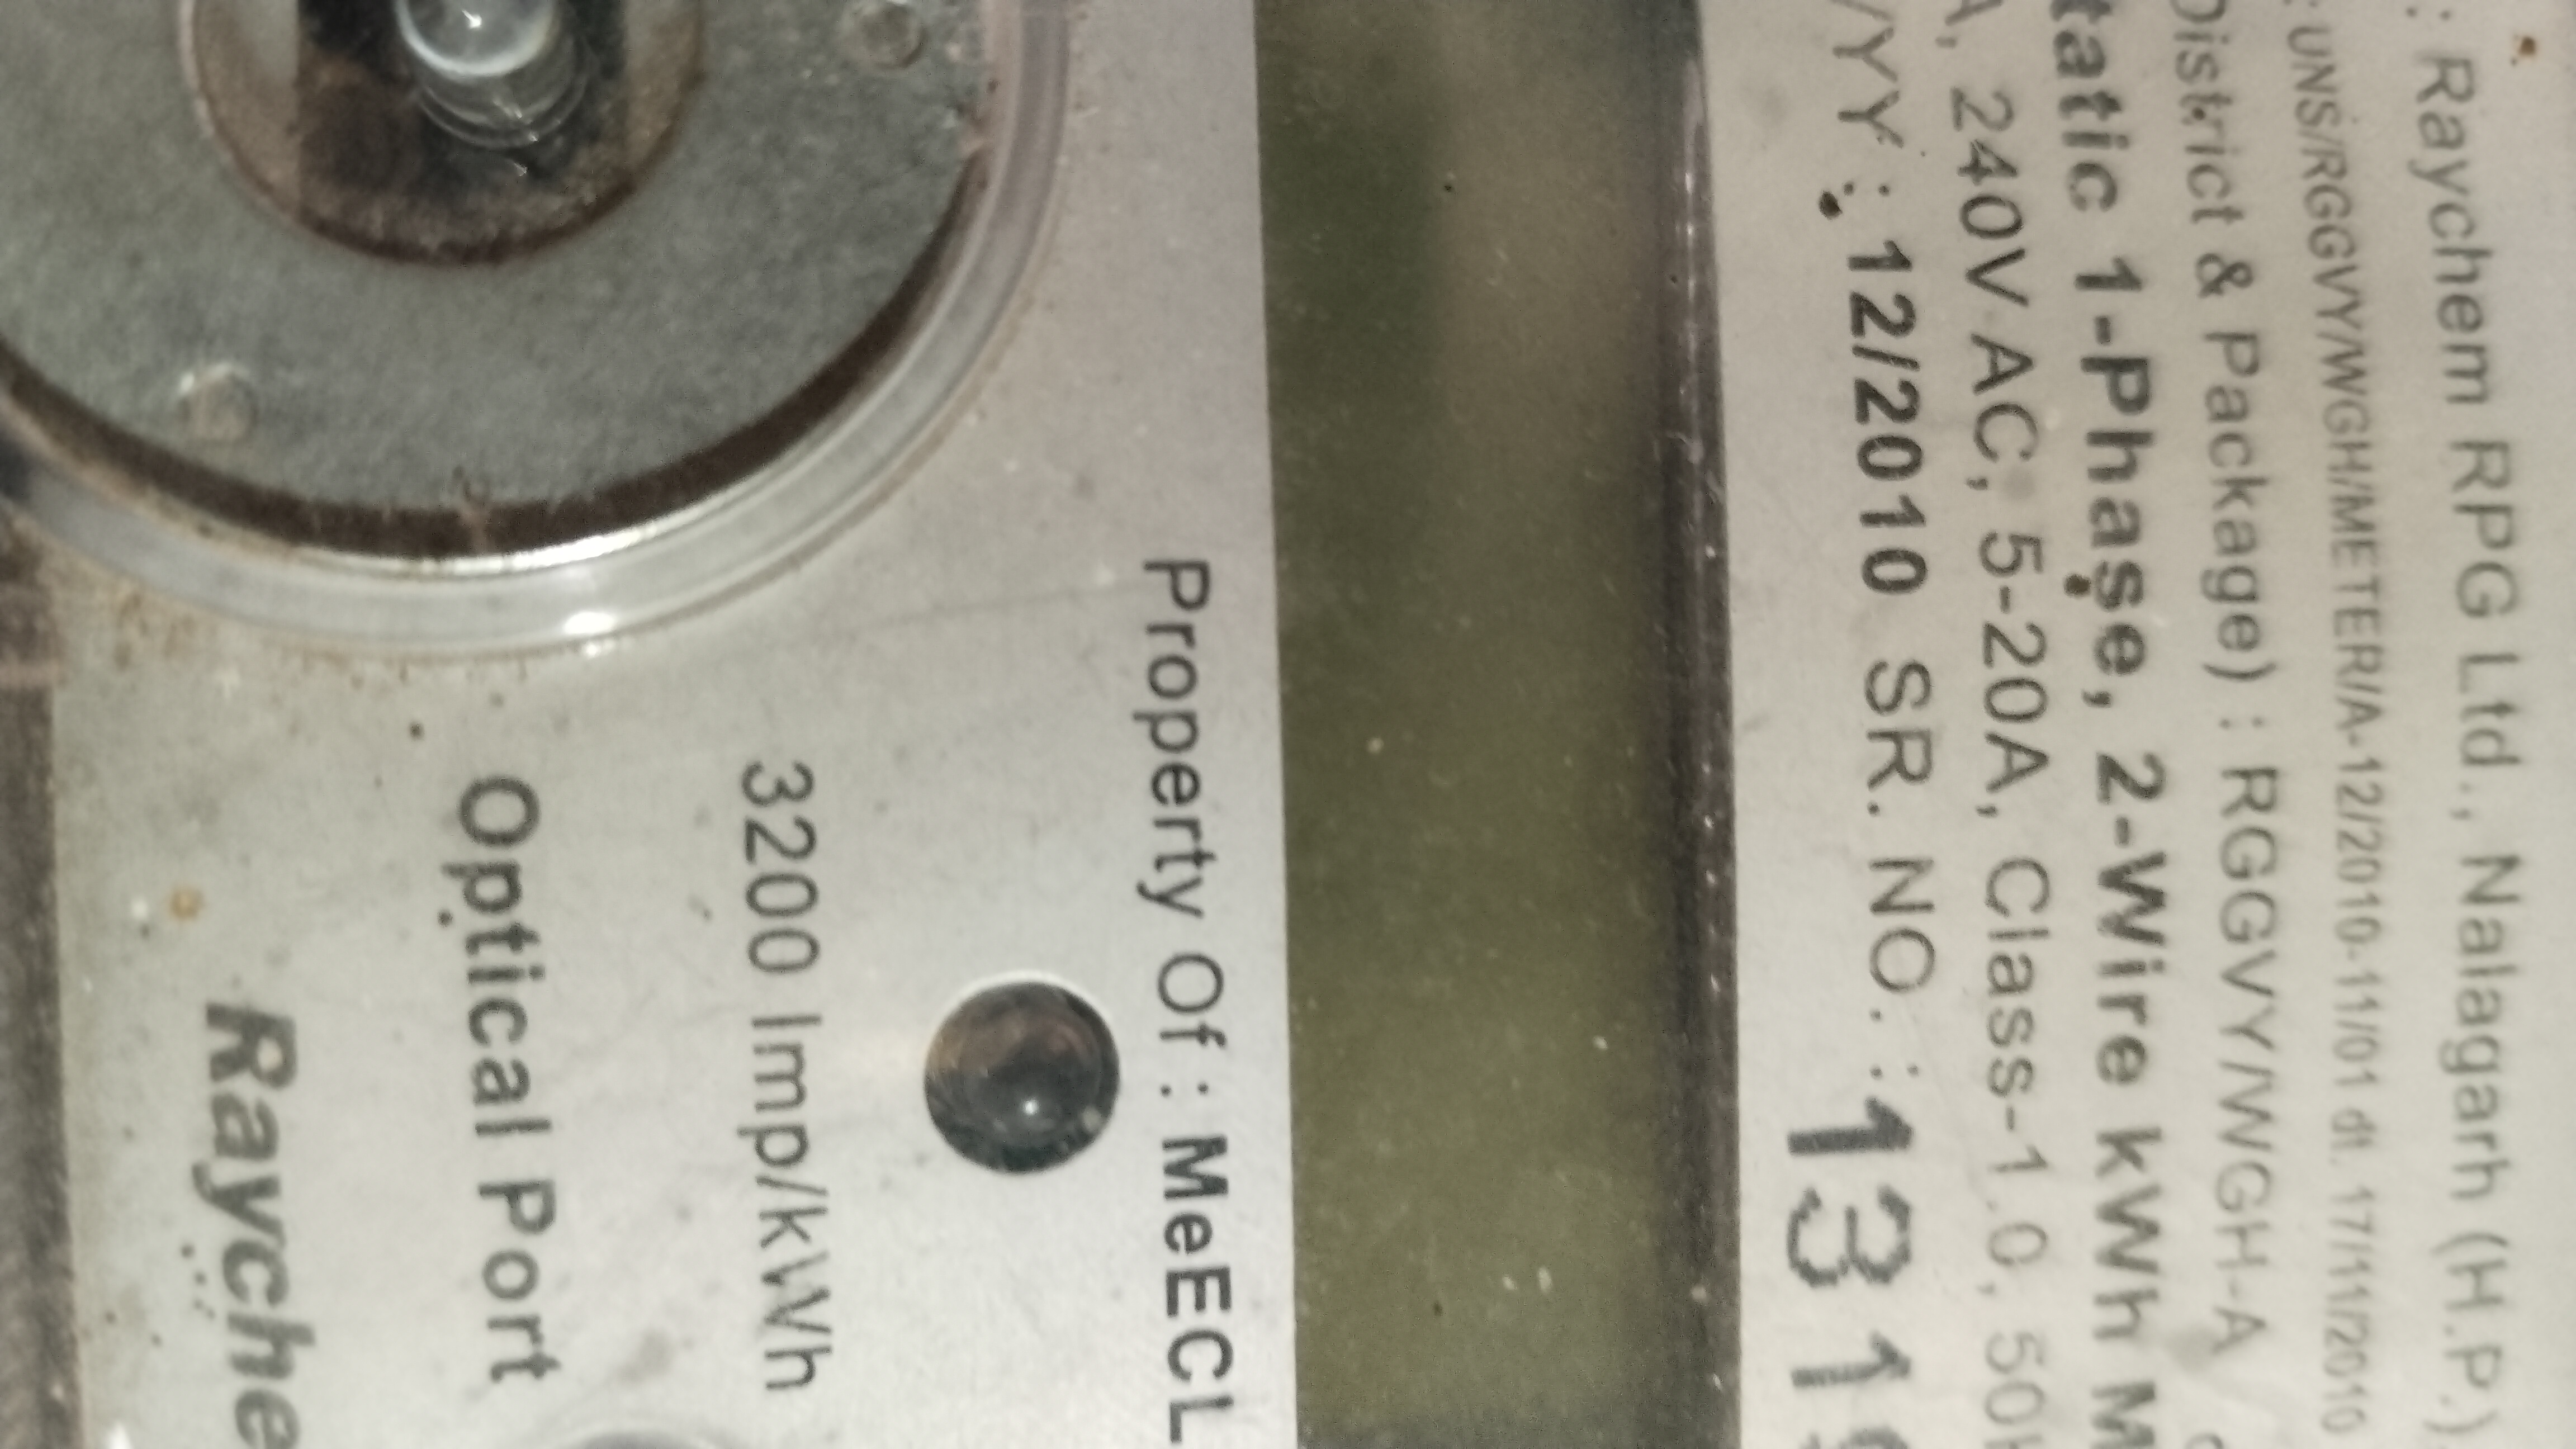 : Raychem RPG Ltd., Nalagarh (H.P.)
: UNS/RGGVY/WGH/METER/A-12/2010-11/01 dt. 17/11/2010
District & Package) : RGGVY/WGH-A
tatic 1-Phase, 2-Wire kWh M
A, 240V AC, 5-20A, Class-1.0, 50
/YY : 12/2010 SR. NO. : 131
Property Of : MeECL
3200 Imp/kWh
Optical Port
Rayche